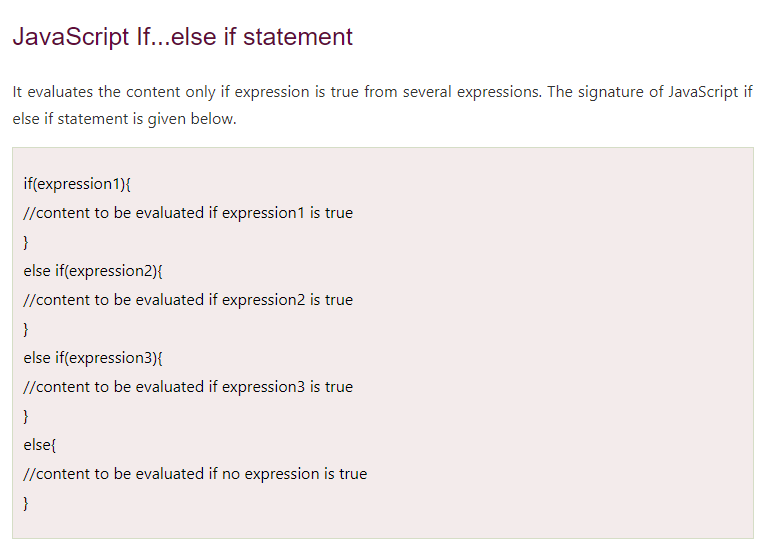 JavaScript If...else if statement
It evaluates the content only if expression is true from several expressions. The signature of JavaScript if
else if statement is given below.
if(expression1){
//content to be evaluated if expression1 is true
}
else if(expression2){
//content to be evaluated if expression2 is true
}
else if(expression3){
//content to be evaluated if expression3 is true
}
else{
//content to be evaluated if no expression is true
}